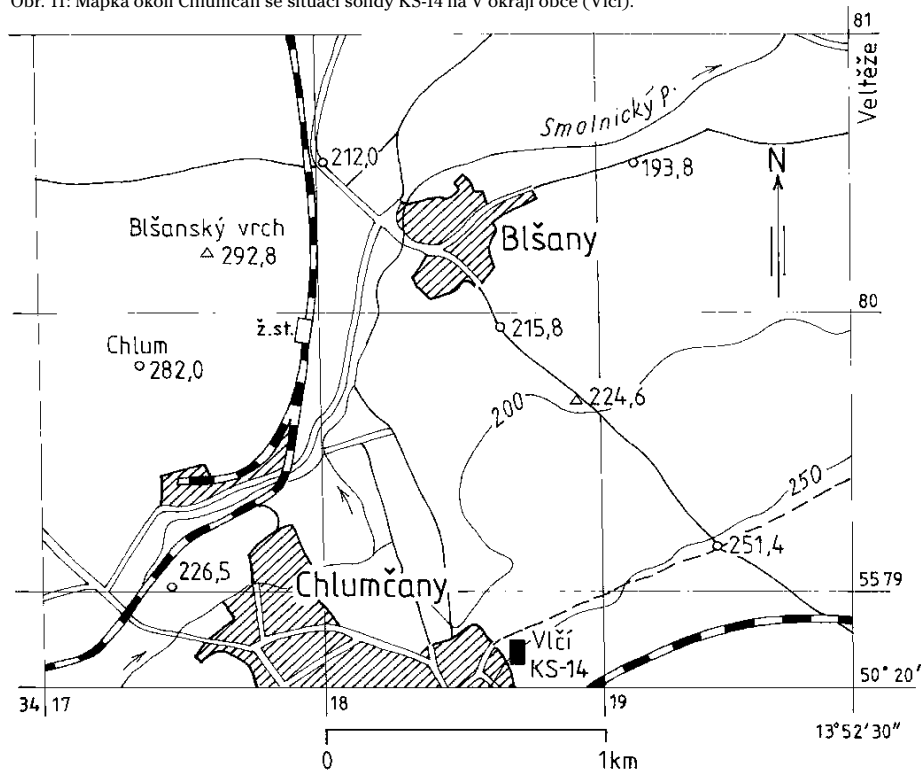 Obr. 11: Mapka okolí Chlumčan se situací sondy KS-14 na V okraji obce (Vlčí).
81
Veltěže
Smolnický p.
212,0
193,8
N
Blšanský vrch
292,8
Blšany
80
ž.st.
215,8
Chlum
282,0
224,6
200
250
251,4
226,5
Chlumčany
5579
Vlčí
KS-14
50° 20'
34 17
18
19
13°52'30"
0
1km